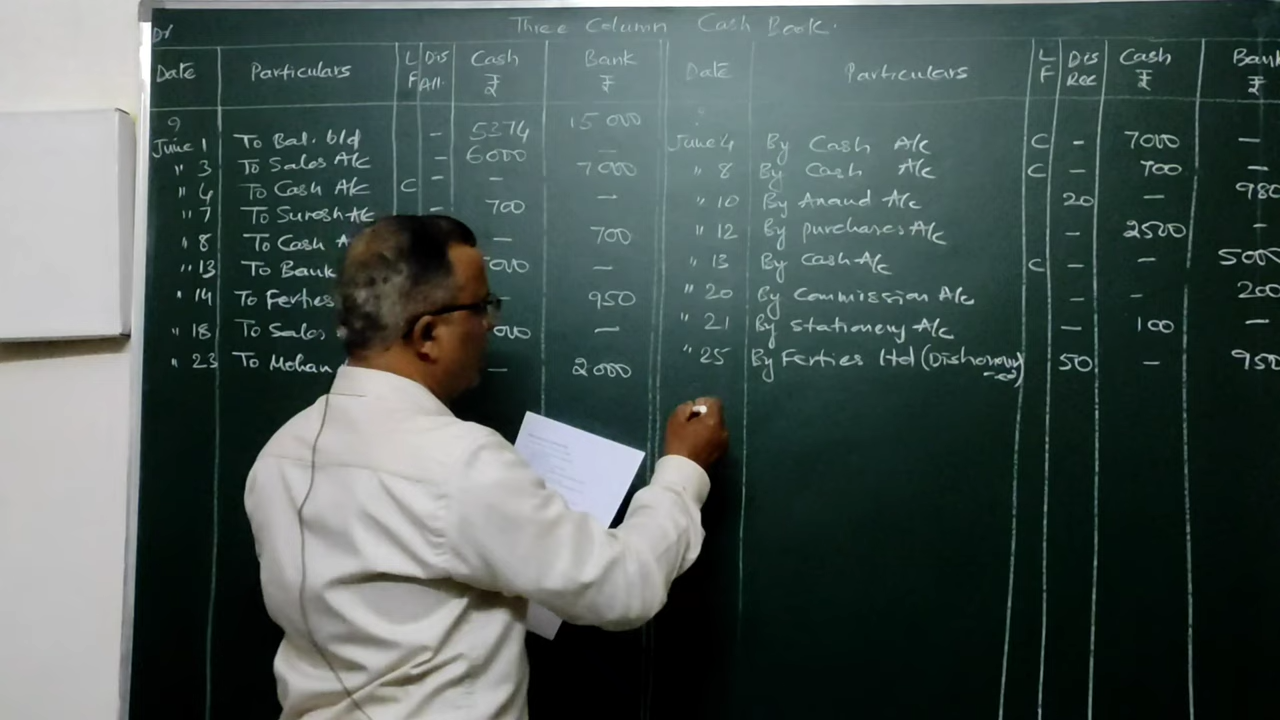 Three Column Cash Book.
Dr
Date Particulars L F Dis All. Cash ₹ Bank ₹ Date Particulars L F Dis Rec Cash ₹ Bank ₹
June 1 To Bal. b/d - 5374 15000 June 4 By Cash A/c C - 7000 —
" 3 To Sales A/c - 6000 — " 8 By Cash A/c C - 700 —
" 4 To Cash A/c C - - 7000 " 10 By Anand A/c 20 — 980
" 7 To Suresh A/c - 700 - " 12 By purchases A/c - 2500 -
" 8 To Cash — 700 " 13 By Cash A/c C - - 5000
" 13 To Bank 000 — " 20 By Commission A/c - - 200
" 14 To Ferties - 950 " 21 By Stationery A/c — 100 —
" 18 To Sales 000 — " 25 By Ferties Ltd (Dishonoured) 50 — 950
" 23 To Mohan — 2000